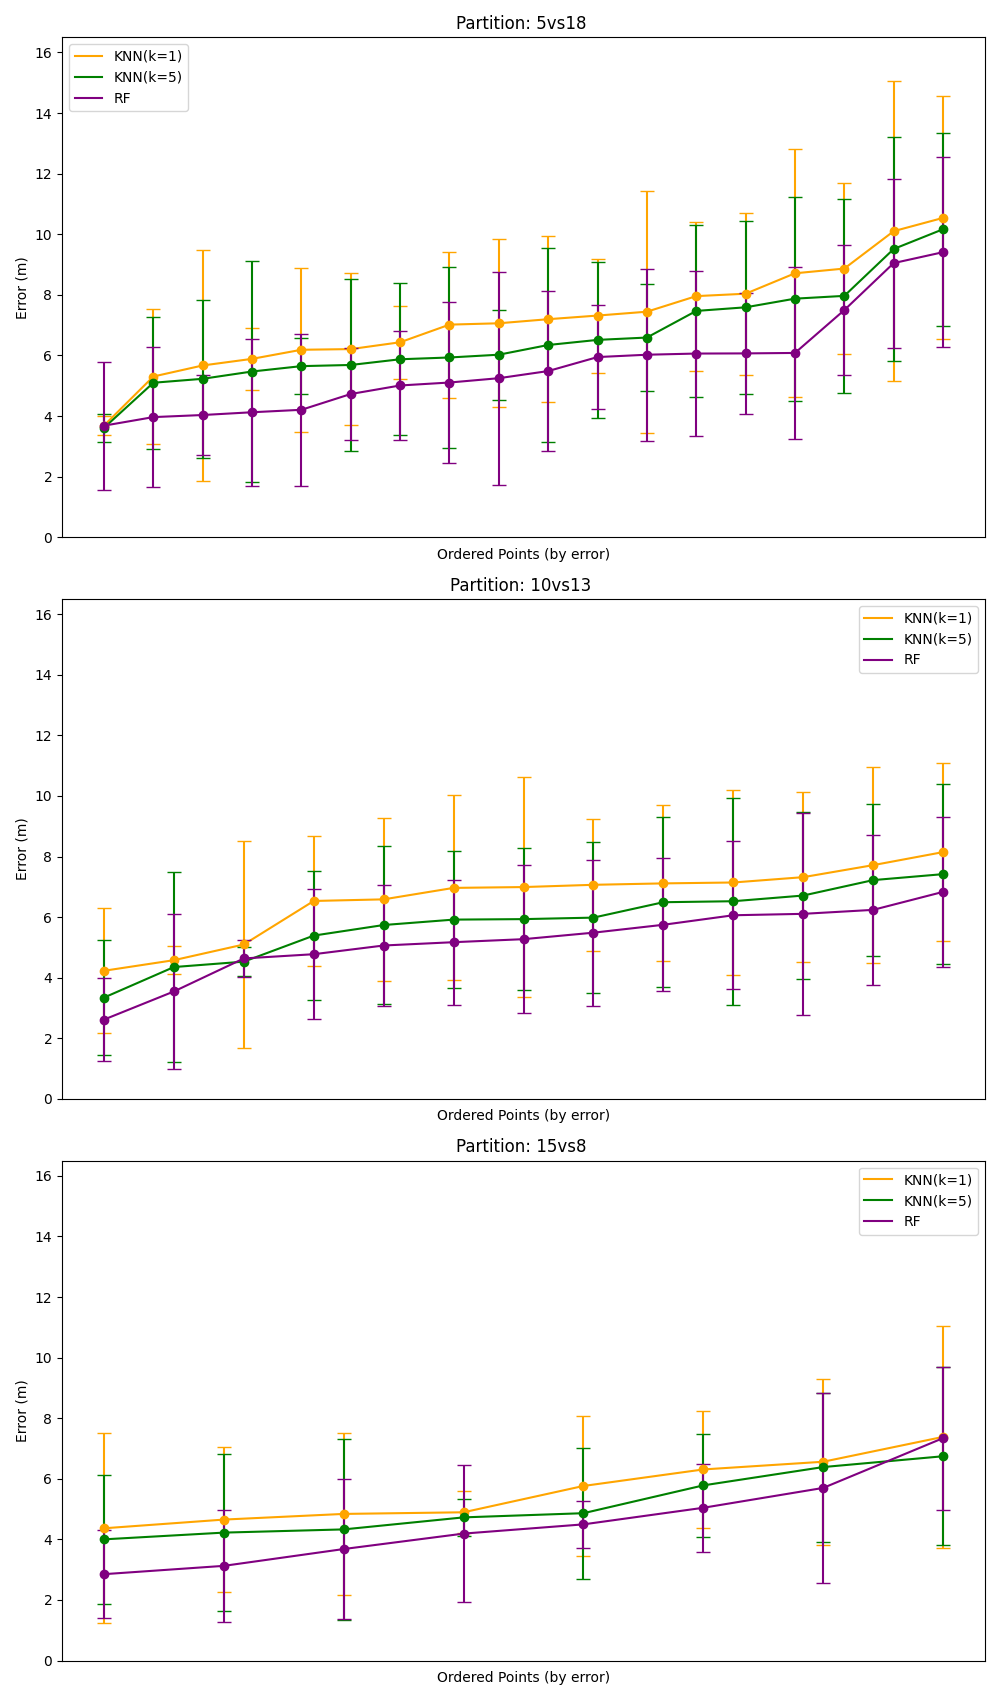 Partition: 5vs18
16
14
12
10
8
6
4
2
0
Error (m)
KNN(k=1)
KNN(k=5)
RF
Ordered Points (by error)
Partition: 10vs13
16
14
12
10
8
6
4
2
0
Error (m)
KNN(k=1)
KNN(k=5)
RF
Ordered Points (by error)
Partition: 15vs8
16
14
12
10
8
6
4
2
0
Error (m)
KNN(k=1)
KNN(k=5)
RF
Ordered Points (by error)